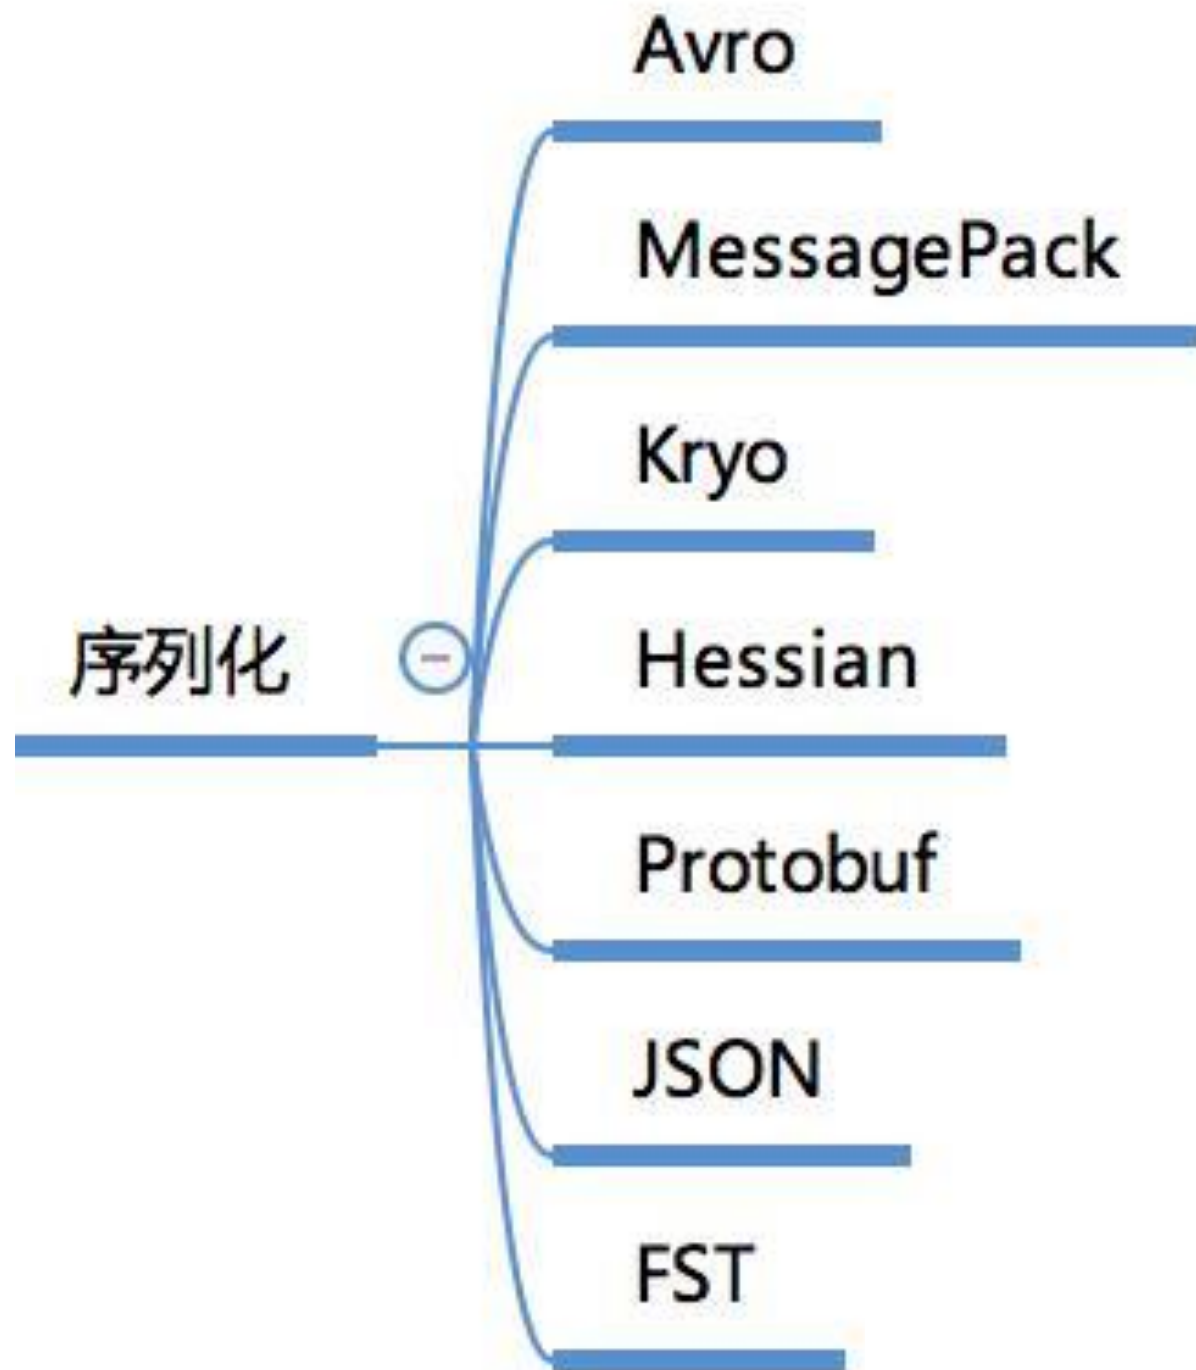 Avro
MessagePack
Kryo
序列化
Hessian
Protobuf
JSON
FST